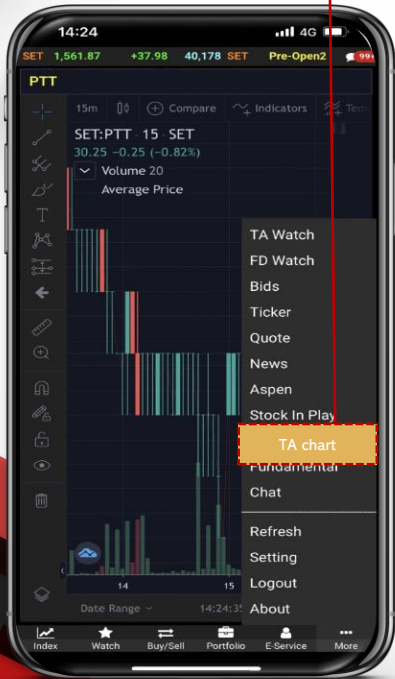 14:24
4G
SET 1,561.87 +37.98 40,178 SET Pre-Open2 99+
PTT
15m Compare Indicators
SET:PTT · 15 · SET
30.25 −0.25 (−0.82%)
Volume 20
Average Price
T
TA Watch
FD Watch
Bids
Ticker
Quote
News
Aspen
Stock In Play
TA chart
Fundamental
Chat
Refresh
Setting
Logout
About
14 15
Date Range
Index Watch Buy/Sell Portfolio E-Service More